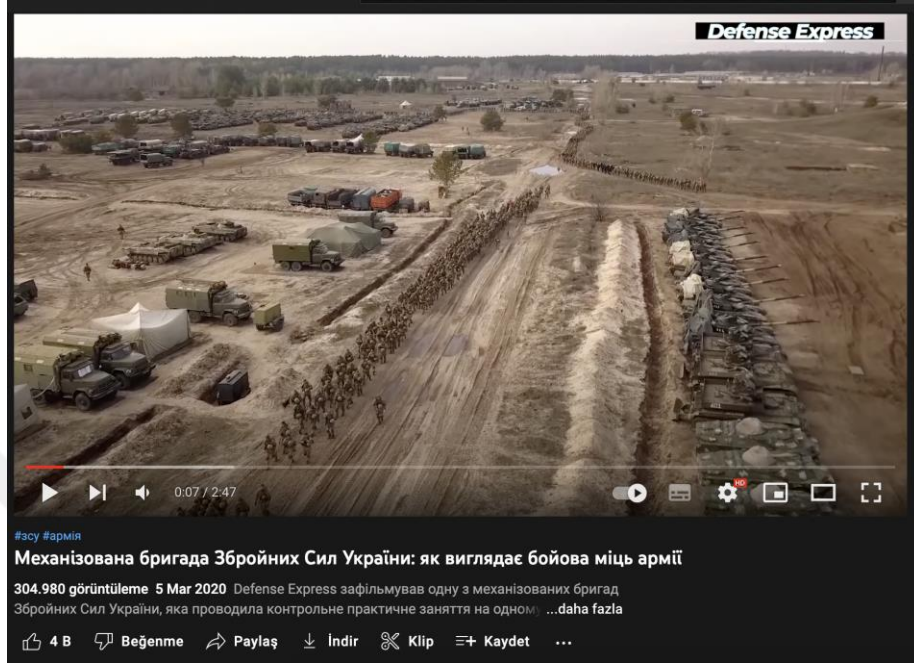 Defense Express
0:07 / 2:47
HD
#зсу #армія
Механізована бригада Збройних Сил України: як виглядає бойова міць армії
304.980 görüntüleme 5 Mar 2020 Defense Express зафільмував одну з механізованих бригад
Збройних Сил України, яка проводила контрольне практичне заняття на одному ...daha fazla
4 B Beğenme Paylaş İndir Klip Kaydet ...